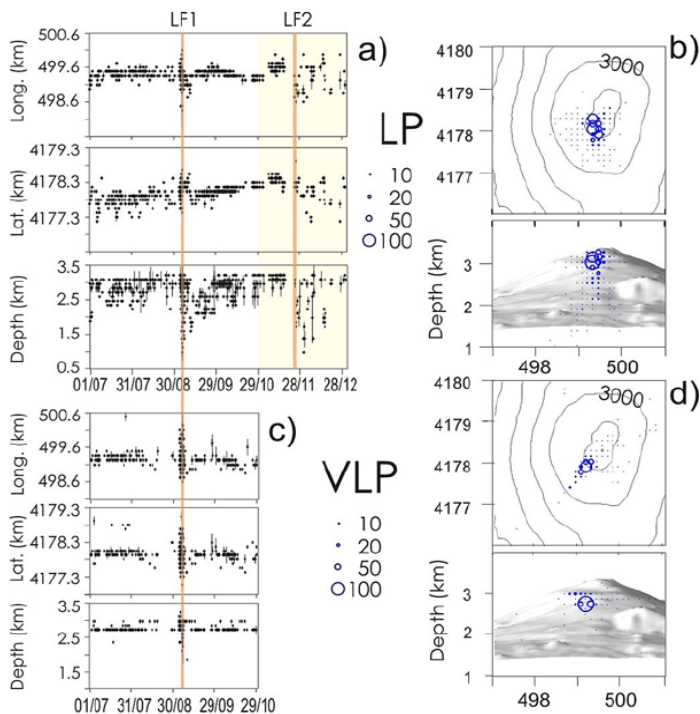 LF1 LF2
a)
Long. (km)
500.6
499.6
498.6
Lat. (km)
4179.3
4178.3
4177.3
Depth (km)
3.5
2.5
1.5
0.5
01/07 31/07 30/08 29/09 29/10 28/11 28/12
LP
10
20
50
100
b)
4180
4179
4178
4177
3000
Depth (km)
3
2
1
498 500
c)
Long. (km)
500.6
499.6
498.6
Lat. (km)
4179.3
4178.3
4177.3
Depth (km)
3.5
2.5
1.5
01/07 31/07 30/08 29/09 29/10
VLP
10
20
50
100
d)
4180
4179
4178
4177
3000
Depth (km)
3
2
1
498 500